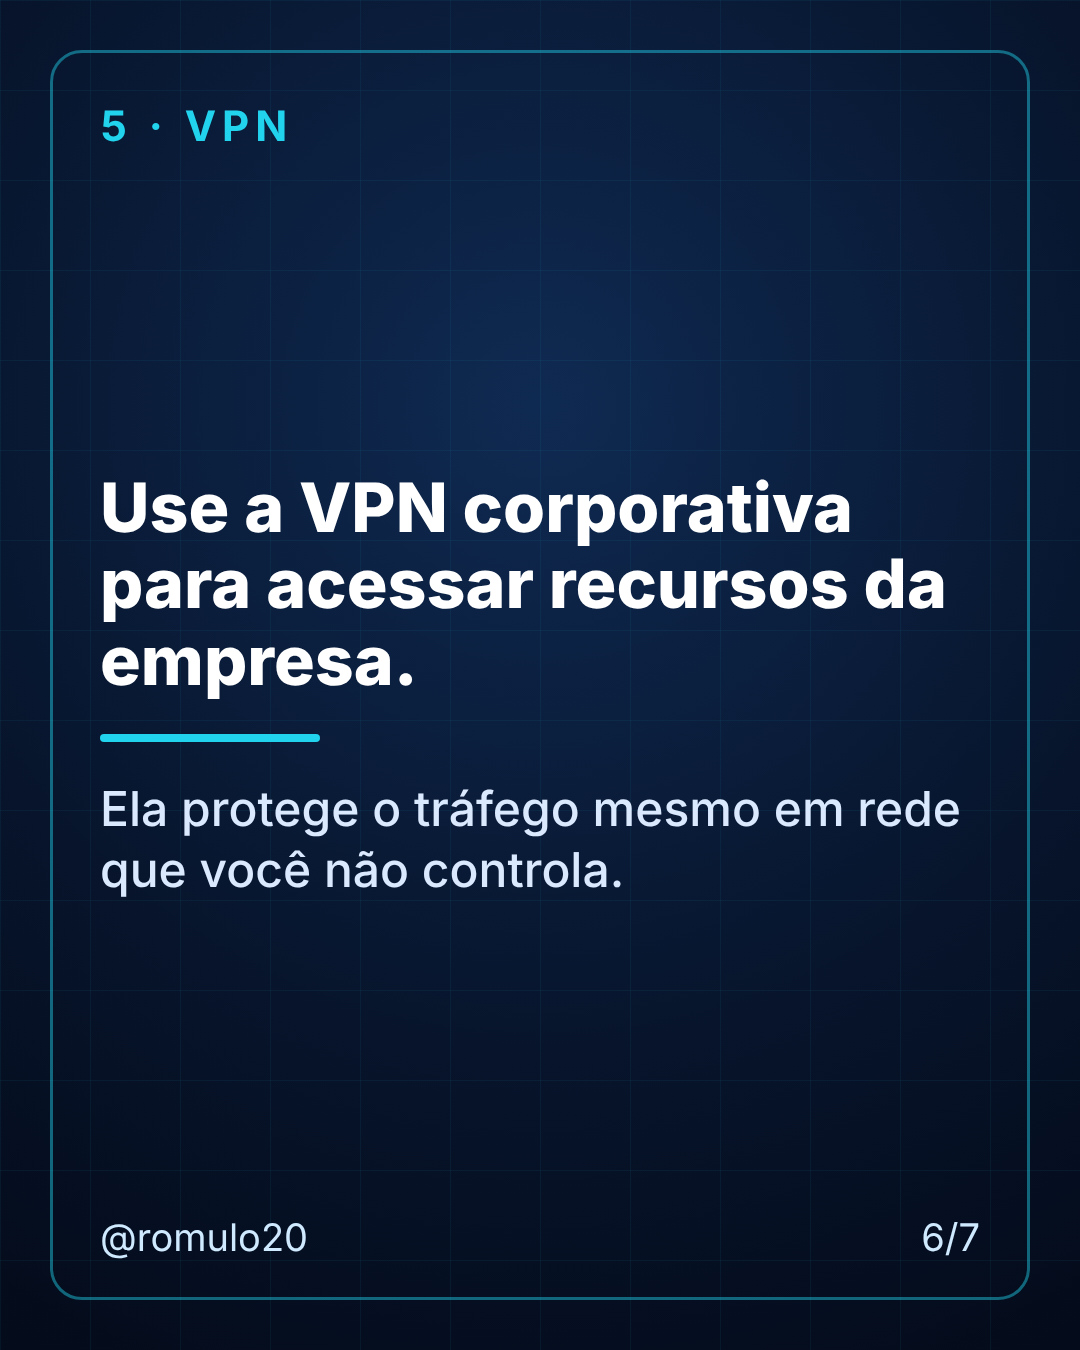 5 · VPN
Use a VPN corporativa
para acessar recursos da
empresa.
Ela protege o tráfego mesmo em rede
que você não controla.
@romulo20
6/7